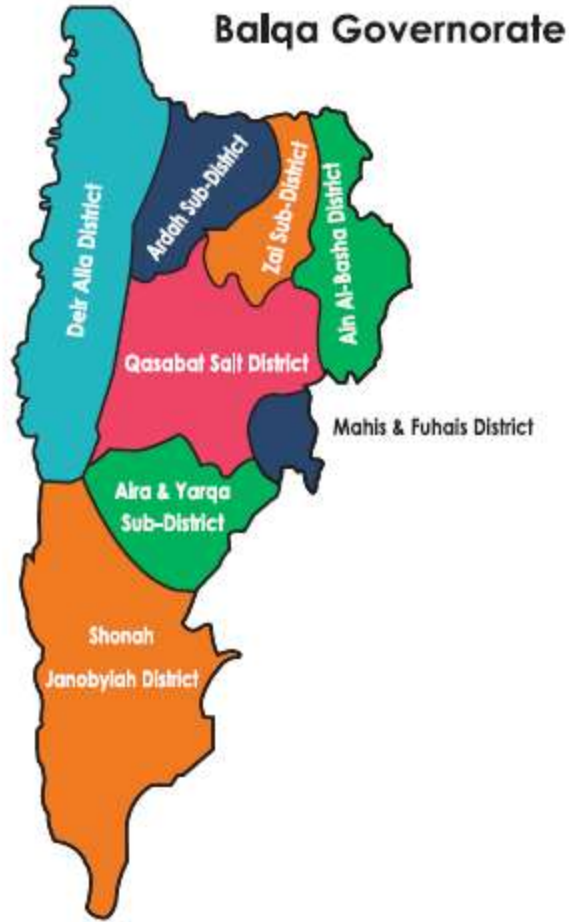 Balqa Governorate
Deir Alla District
Ardah Sub-District
Zai Sub-District
Ain Al-Basha District
Qasabat Salt District
Mahis & Fuhais District
Aira & Yarqa
Sub-District
Shonah
Janobyiah District